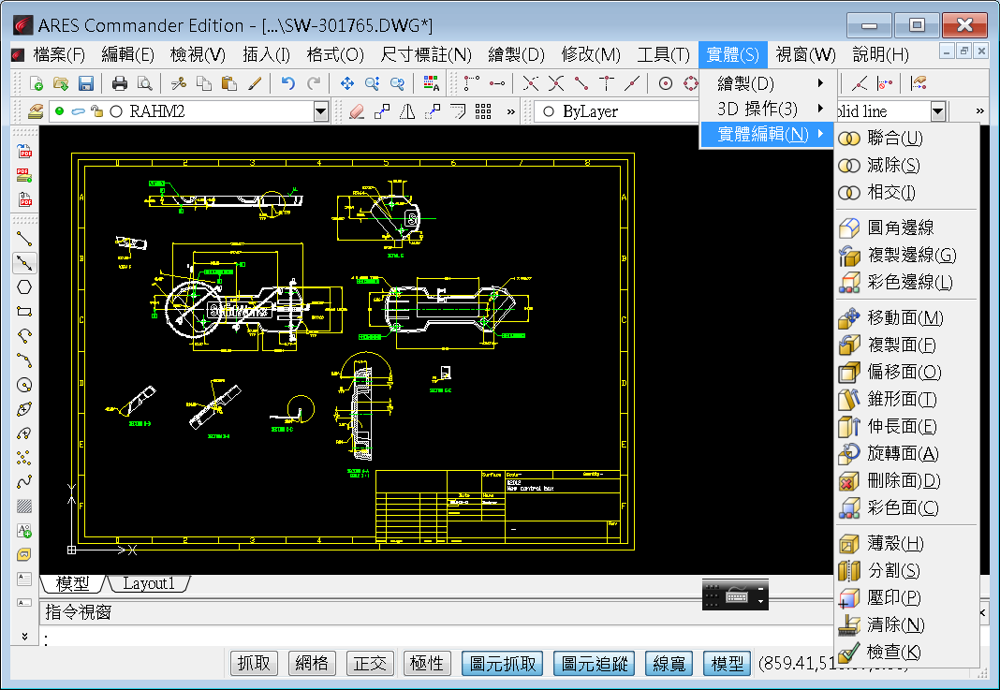 ARES Commander Edition - [...\SW-301765.DWG*]
檔案(F) 編輯(E) 檢視(V) 插入(I) 格式(O) 尺寸標註(N) 繪製(D) 修改(M) 工具(T) 實體(S) 視窗(W) 說明(H)
繪製(D)
3D 操作(3)
實體編輯(N)
RAHM2
ByLayer
olid line
聯合(U)
減除(S)
相交(I)
圓角邊線
複製邊線(G)
彩色邊線(L)
移動面(M)
複製面(F)
偏移面(O)
錐形面(T)
伸長面(E)
旋轉面(A)
刪除面)D)
彩色面(C)
薄殼(H)
分割(S)
壓印(P)
清除(N)
檢查(K)
New control box
模型 Layout1
指令視窗
:
抓取 網格 正交 極性 圖元抓取 圖元追蹤 線寬 模型 (859.41,51